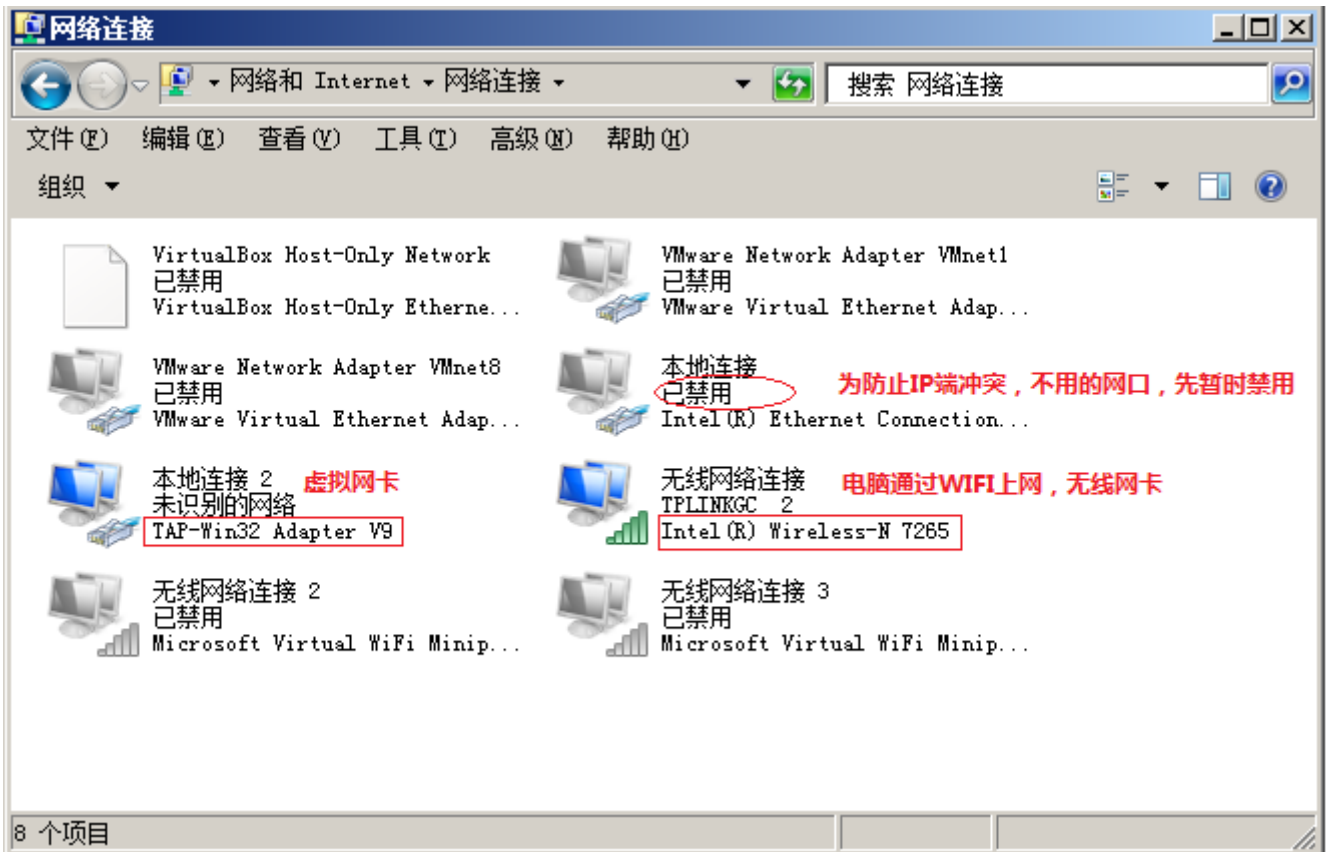 网络连接
网络和 Internet 网络连接
搜索 网络连接
文件(F) 编辑(E) 查看(V) 工具(T) 高级(N) 帮助(H)
组织
VirtualBox Host-Only Network
已禁用
VirtualBox Host-Only Etherne...
VMware Network Adapter VMnet1
已禁用
VMware Virtual Ethernet Adap...
VMware Network Adapter VMnet8
已禁用
VMware Virtual Ethernet Adap...
本地连接
已禁用
Intel(R) Ethernet Connection...
为防止IP端冲突，不用的网口，先暂时禁用
本地连接 2
未识别的网络
TAP-Win32 Adapter V9
虚拟网卡
无线网络连接
TPLINKGC 2
Intel(R) Wireless-N 7265
电脑通过WIFI上网，无线网卡
无线网络连接 2
已禁用
Microsoft Virtual WiFi Minip...
无线网络连接 3
已禁用
Microsoft Virtual WiFi Minip...
8 个项目